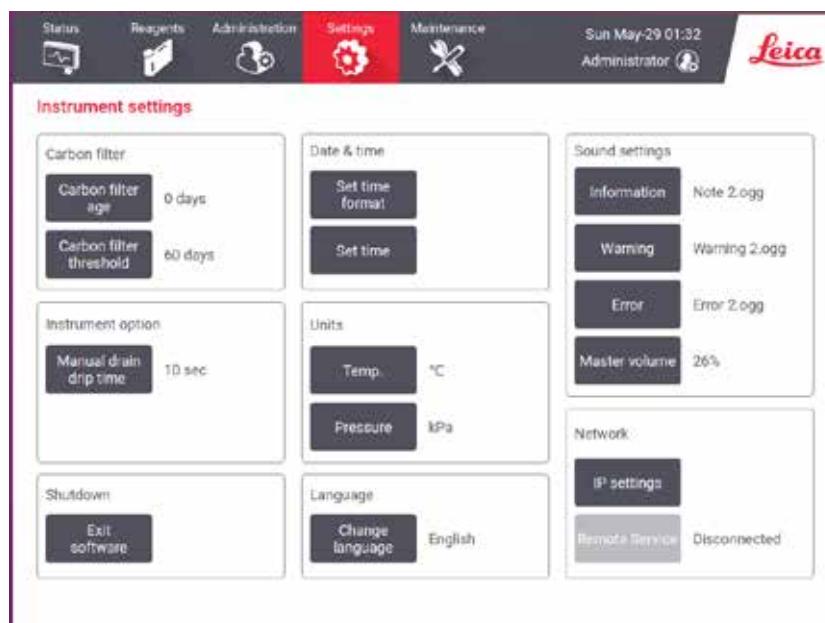 Status
Reagents
Administration
Settings
Maintenance
Sun May-29 01:32
Administrator
Leica
Instrument settings
Carbon filter
Carbon filter
age
0 days
Carbon filter
threshold
60 days
Date & time
Set time
format
Set time
Sound settings
Information
Note 2.ogg
Warning
Warning 2.ogg
Error
Error 2.ogg
Master volume
26%
Instrument option
Manual drain
drip time
10 sec
Units
Temp.
°C
Pressure
kPa
Network
IP settings
Remote Service
Disconnected
Shutdown
Exit
software
Language
Change
language
English